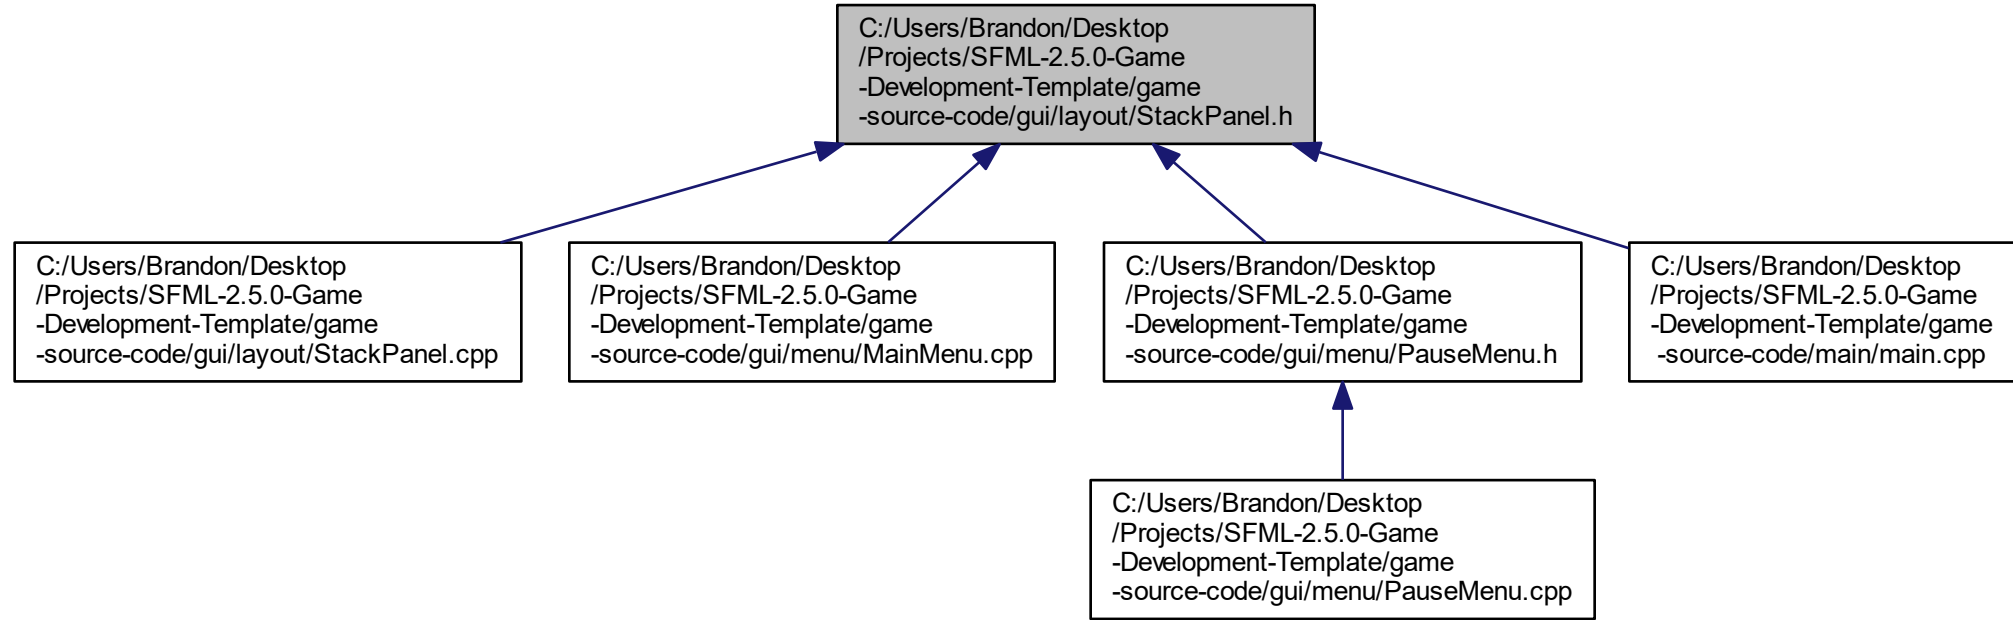 C:/Users/Brandon/Desktop
/Projects/SFML-2.5.0-Game
-Development-Template/game
-source-code/gui/layout/StackPanel.h
C:/Users/Brandon/Desktop
/Projects/SFML-2.5.0-Game
-Development-Template/game
-source-code/gui/layout/StackPanel.cpp
C:/Users/Brandon/Desktop
/Projects/SFML-2.5.0-Game
-Development-Template/game
-source-code/gui/menu/MainMenu.cpp
C:/Users/Brandon/Desktop
/Projects/SFML-2.5.0-Game
-Development-Template/game
-source-code/gui/menu/PauseMenu.h
C:/Users/Brandon/Desktop
/Projects/SFML-2.5.0-Game
-Development-Template/game
-source-code/main/main.cpp
C:/Users/Brandon/Desktop
/Projects/SFML-2.5.0-Game
-Development-Template/game
-source-code/gui/menu/PauseMenu.cpp